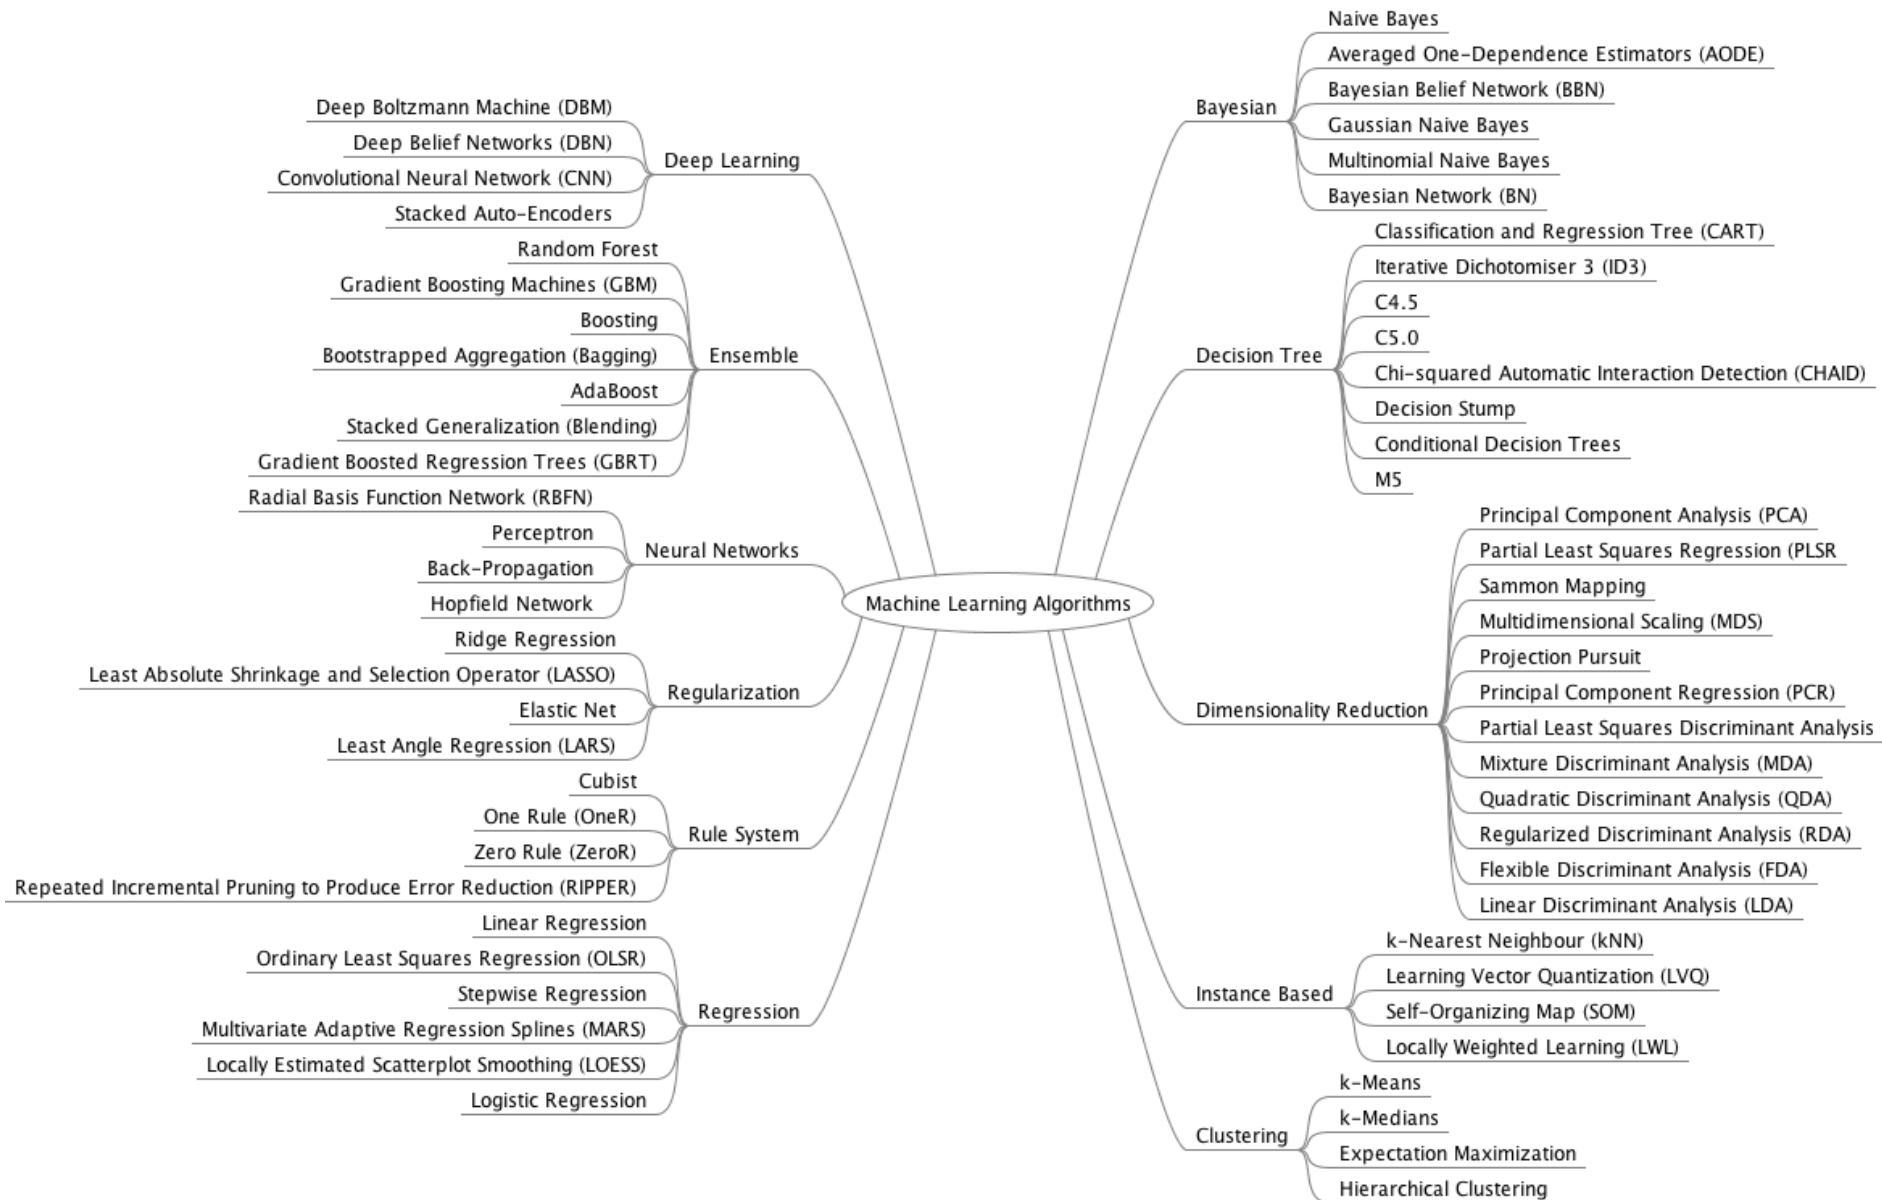 Machine Learning Algorithms
Deep Learning
Deep Boltzmann Machine (DBM)
Deep Belief Networks (DBN)
Convolutional Neural Network (CNN)
Stacked Auto-Encoders
Ensemble
Random Forest
Gradient Boosting Machines (GBM)
Boosting
Bootstrapped Aggregation (Bagging)
AdaBoost
Stacked Generalization (Blending)
Gradient Boosted Regression Trees (GBRT)
Neural Networks
Radial Basis Function Network (RBFN)
Perceptron
Back-Propagation
Hopfield Network
Regularization
Ridge Regression
Least Absolute Shrinkage and Selection Operator (LASSO)
Elastic Net
Least Angle Regression (LARS)
Rule System
Cubist
One Rule (OneR)
Zero Rule (ZeroR)
Repeated Incremental Pruning to Produce Error Reduction (RIPPER)
Regression
Linear Regression
Ordinary Least Squares Regression (OLSR)
Stepwise Regression
Multivariate Adaptive Regression Splines (MARS)
Locally Estimated Scatterplot Smoothing (LOESS)
Logistic Regression
Bayesian
Naive Bayes
Averaged One-Dependence Estimators (AODE)
Bayesian Belief Network (BBN)
Gaussian Naive Bayes
Multinomial Naive Bayes
Bayesian Network (BN)
Decision Tree
Classification and Regression Tree (CART)
Iterative Dichotomiser 3 (ID3)
C4.5
C5.0
Chi-squared Automatic Interaction Detection (CHAID)
Decision Stump
Conditional Decision Trees
M5
Dimensionality Reduction
Principal Component Analysis (PCA)
Partial Least Squares Regression (PLSR
Sammon Mapping
Multidimensional Scaling (MDS)
Projection Pursuit
Principal Component Regression (PCR)
Partial Least Squares Discriminant Analysis
Mixture Discriminant Analysis (MDA)
Quadratic Discriminant Analysis (QDA)
Regularized Discriminant Analysis (RDA)
Flexible Discriminant Analysis (FDA)
Linear Discriminant Analysis (LDA)
Instance Based
k-Nearest Neighbour (kNN)
Learning Vector Quantization (LVQ)
Self-Organizing Map (SOM)
Locally Weighted Learning (LWL)
Clustering
k-Means
k-Medians
Expectation Maximization
Hierarchical Clustering